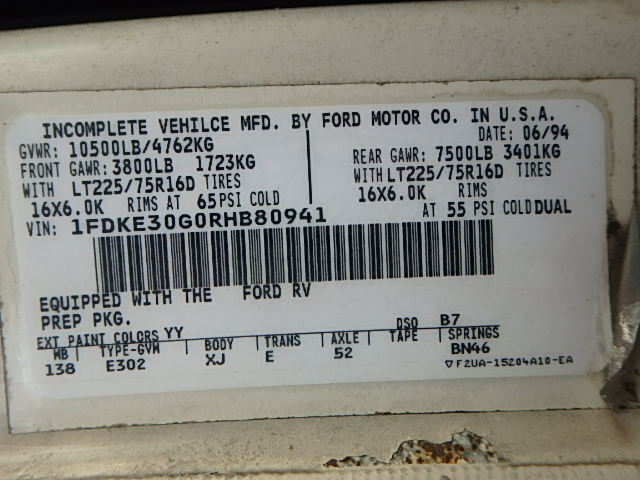 INCOMPLETE VEHILCE MFD. BY FORD MOTOR CO. IN U.S.A.
GVWR: 10500LB/4762KG DATE: 06/94
FRONT GAWR: 3800LB 1723KG REAR GAWR: 7500LB 3401KG
WITH LT225/75R16D TIRES WITH LT225/75R16D TIRES
16X6.0K RIMS AT 65 PSI COLD 16X6.0K RIMS
AT 55 PSI COLD DUAL
VIN: 1FDKE30G0RHB80941
EQUIPPED WITH THE FORD RV
PREP PKG.
EXT PAINT COLORS YY DSO B7
WB TYPE-GVM BODY TRANS AXLE TAPE SPRINGS
138 E302 XJ E 52 BN46
▽F2UA-15204A10-EA